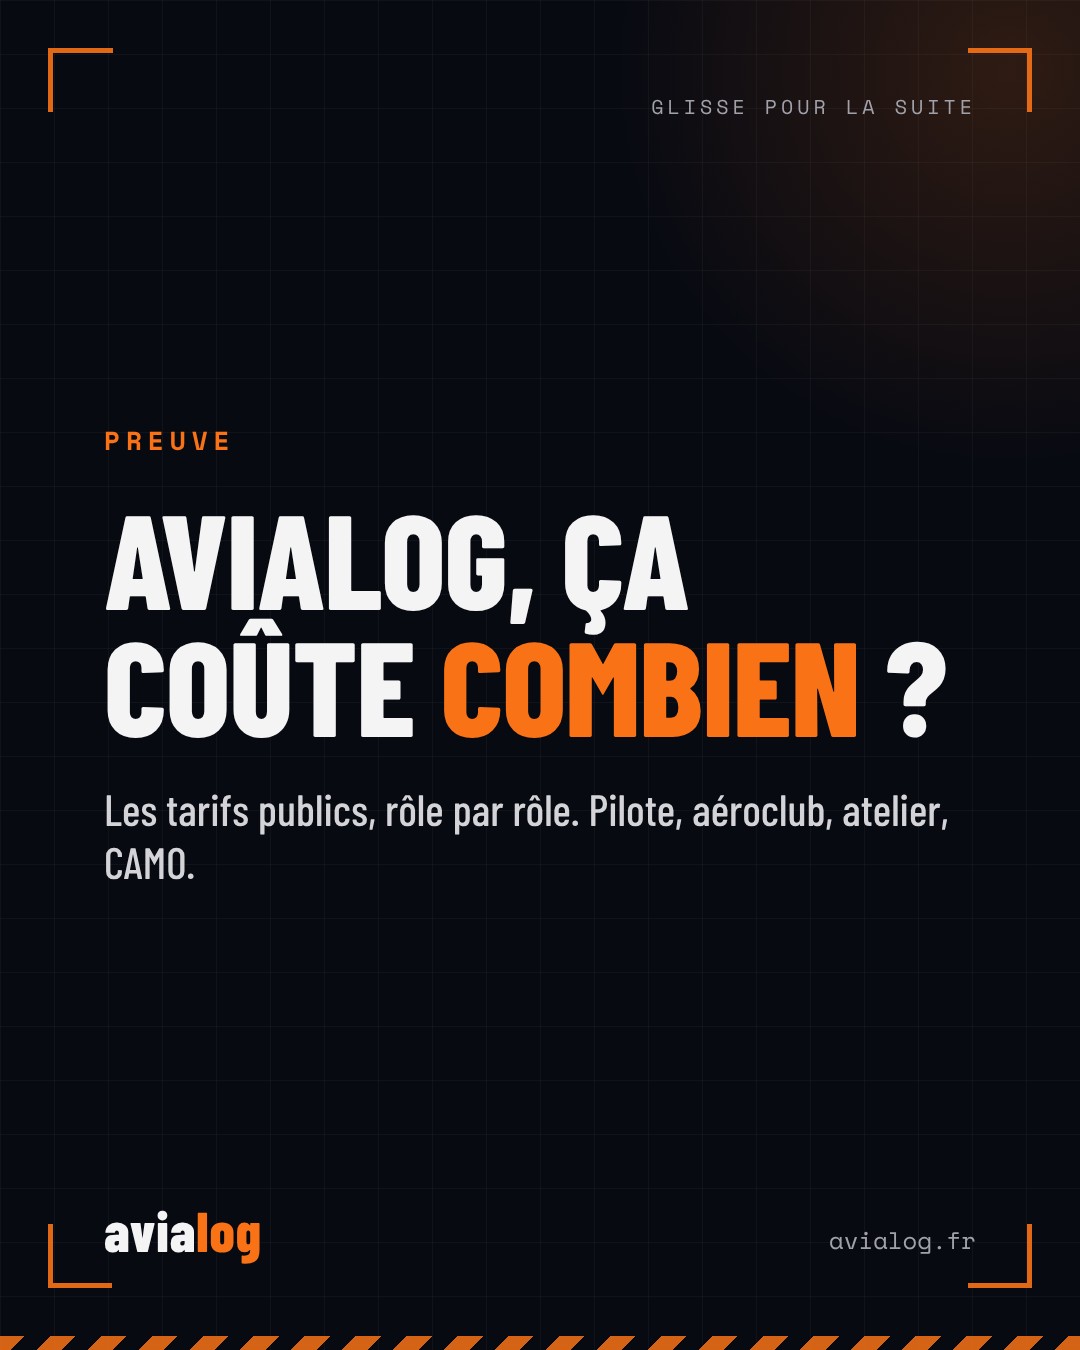 GLISSE POUR LA SUITE
PREUVE
AVIALOG, ÇA
COÛTE COMBIEN ?
Les tarifs publics, rôle par rôle. Pilote, aéroclub, atelier,
CAMO.
avialog
avialog.fr